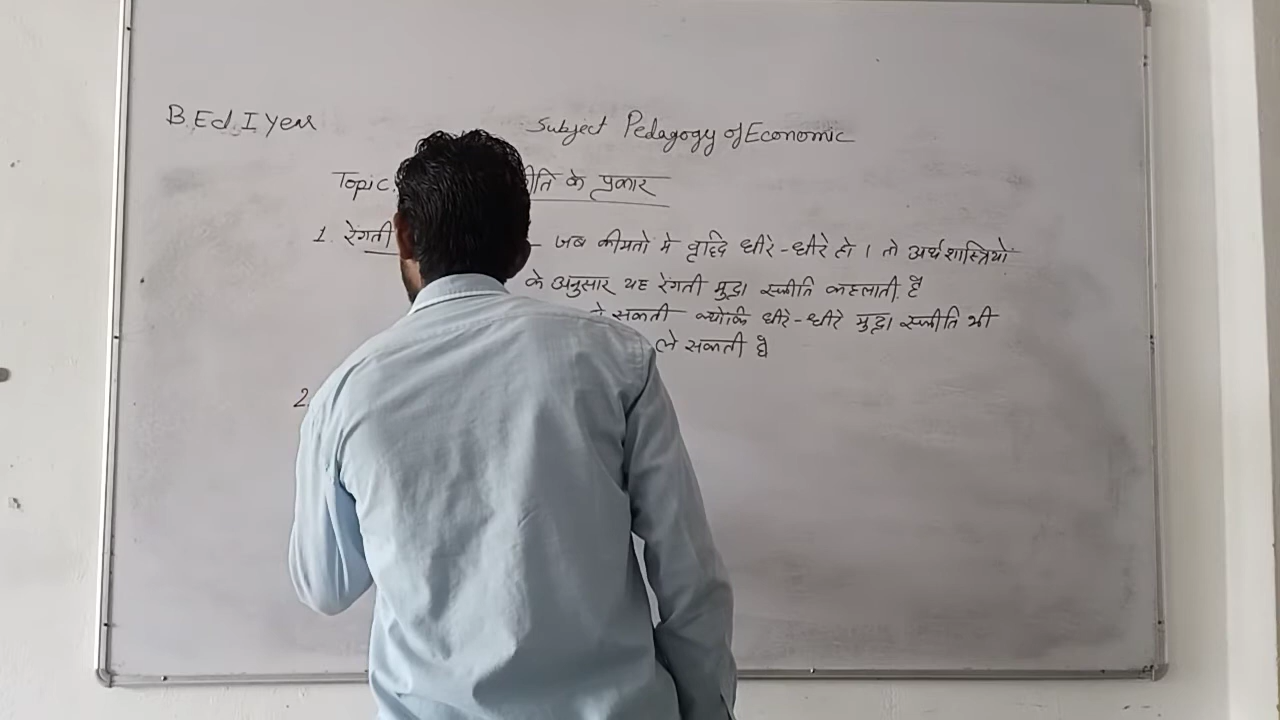 B.Ed. I Year
Subject Pedagogy of Economic
Topic. के प्रकार
1. रेंगती – जब कीमतो मे वृद्धि धीरे-धीरे हो । तो अर्थशास्त्रियों
के अनुसार यह रेंगती मुद्रा स्फीति कहलाती है
सकती क्योकि धीरे-धीरे मुद्रा स्फीति भी
ले सकती है
2.